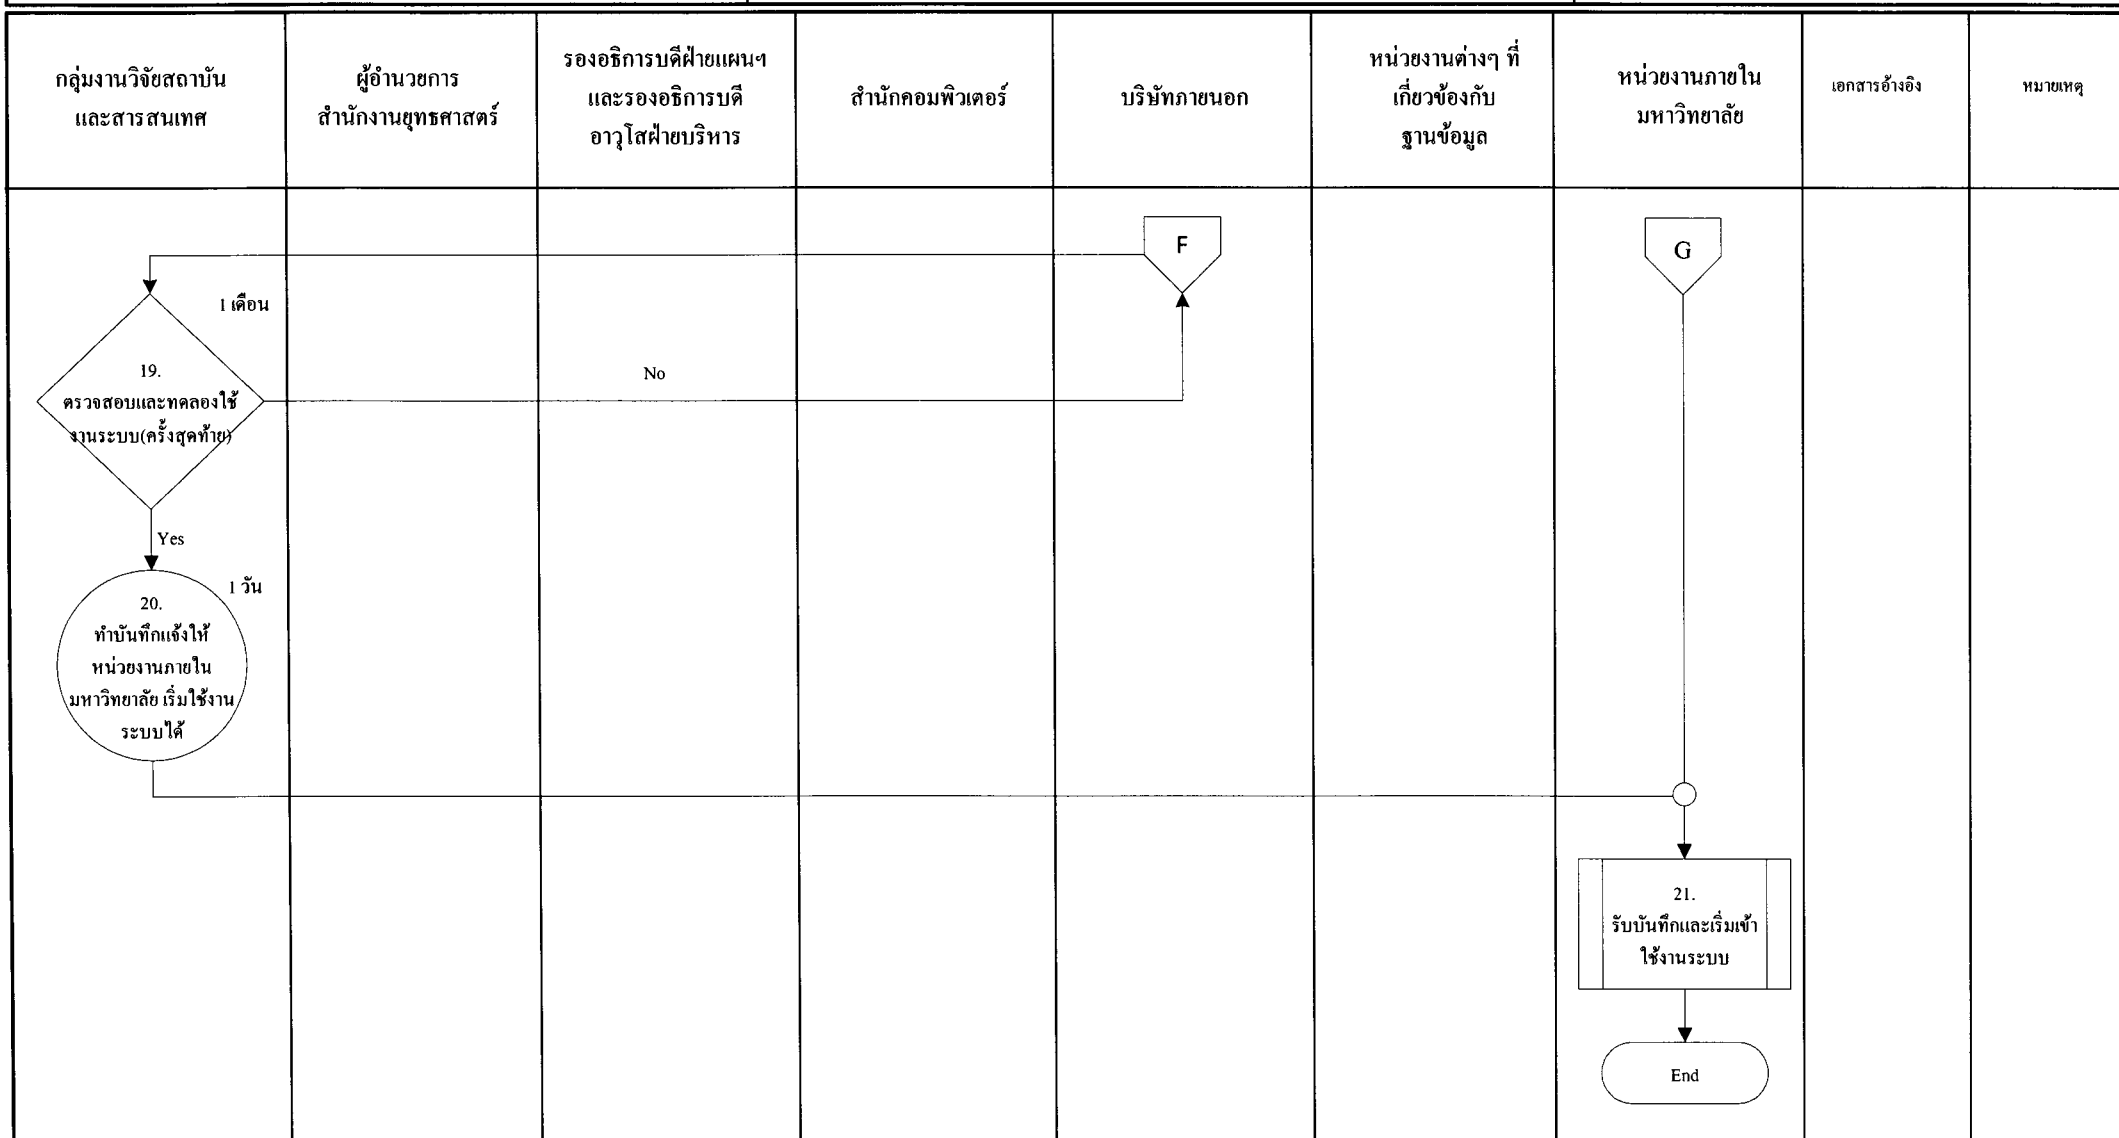 กลุ่มงานวิจัยสถาบัน
และสารสนเทศ
ผู้อำนวยการ
สำนักงานยุทธศาสตร์
รองอธิการบดีฝ่ายแผนฯ
และรองอธิการบดี
อาวุโสฝ่ายบริหาร
สำนักคอมพิวเตอร์
บริษัทภายนอก
หน่วยงานต่างๆ ที่
เกี่ยวข้องกับ
ฐานข้อมูล
หน่วยงานภายใน
มหาวิทยาลัย
เอกสารอ้างอิง
หมายเหตุ
F
G
1 เดือน
19.
ตรวจสอบและทดลองใช้
งานระบบ(ครั้งสุดท้าย)
No
Yes
1 วัน
20.
ทำบันทึกแจ้งให้
หน่วยงานภายใน
มหาวิทยาลัย เริ่มใช้งาน
ระบบได้
21.
รับบันทึกและเริ่มเข้า
ใช้งานระบบ
End